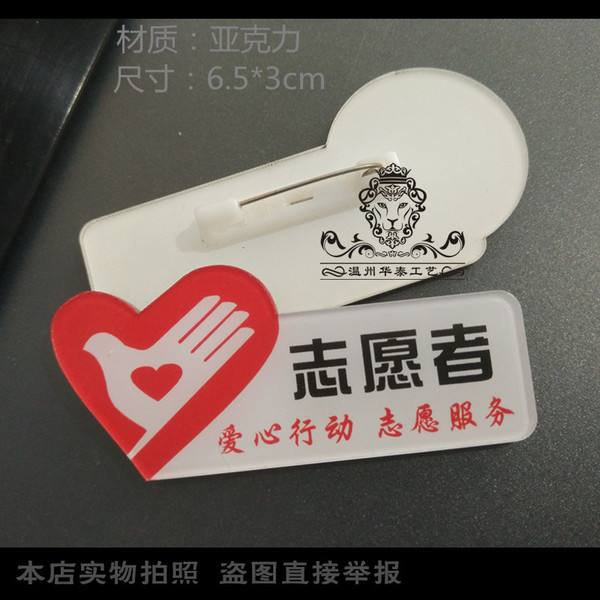 材质：亚克力
尺寸：6.5*3cm
温州华泰工艺
志愿者
爱心行动 志愿服务
本店实物拍照 盗图直接举报